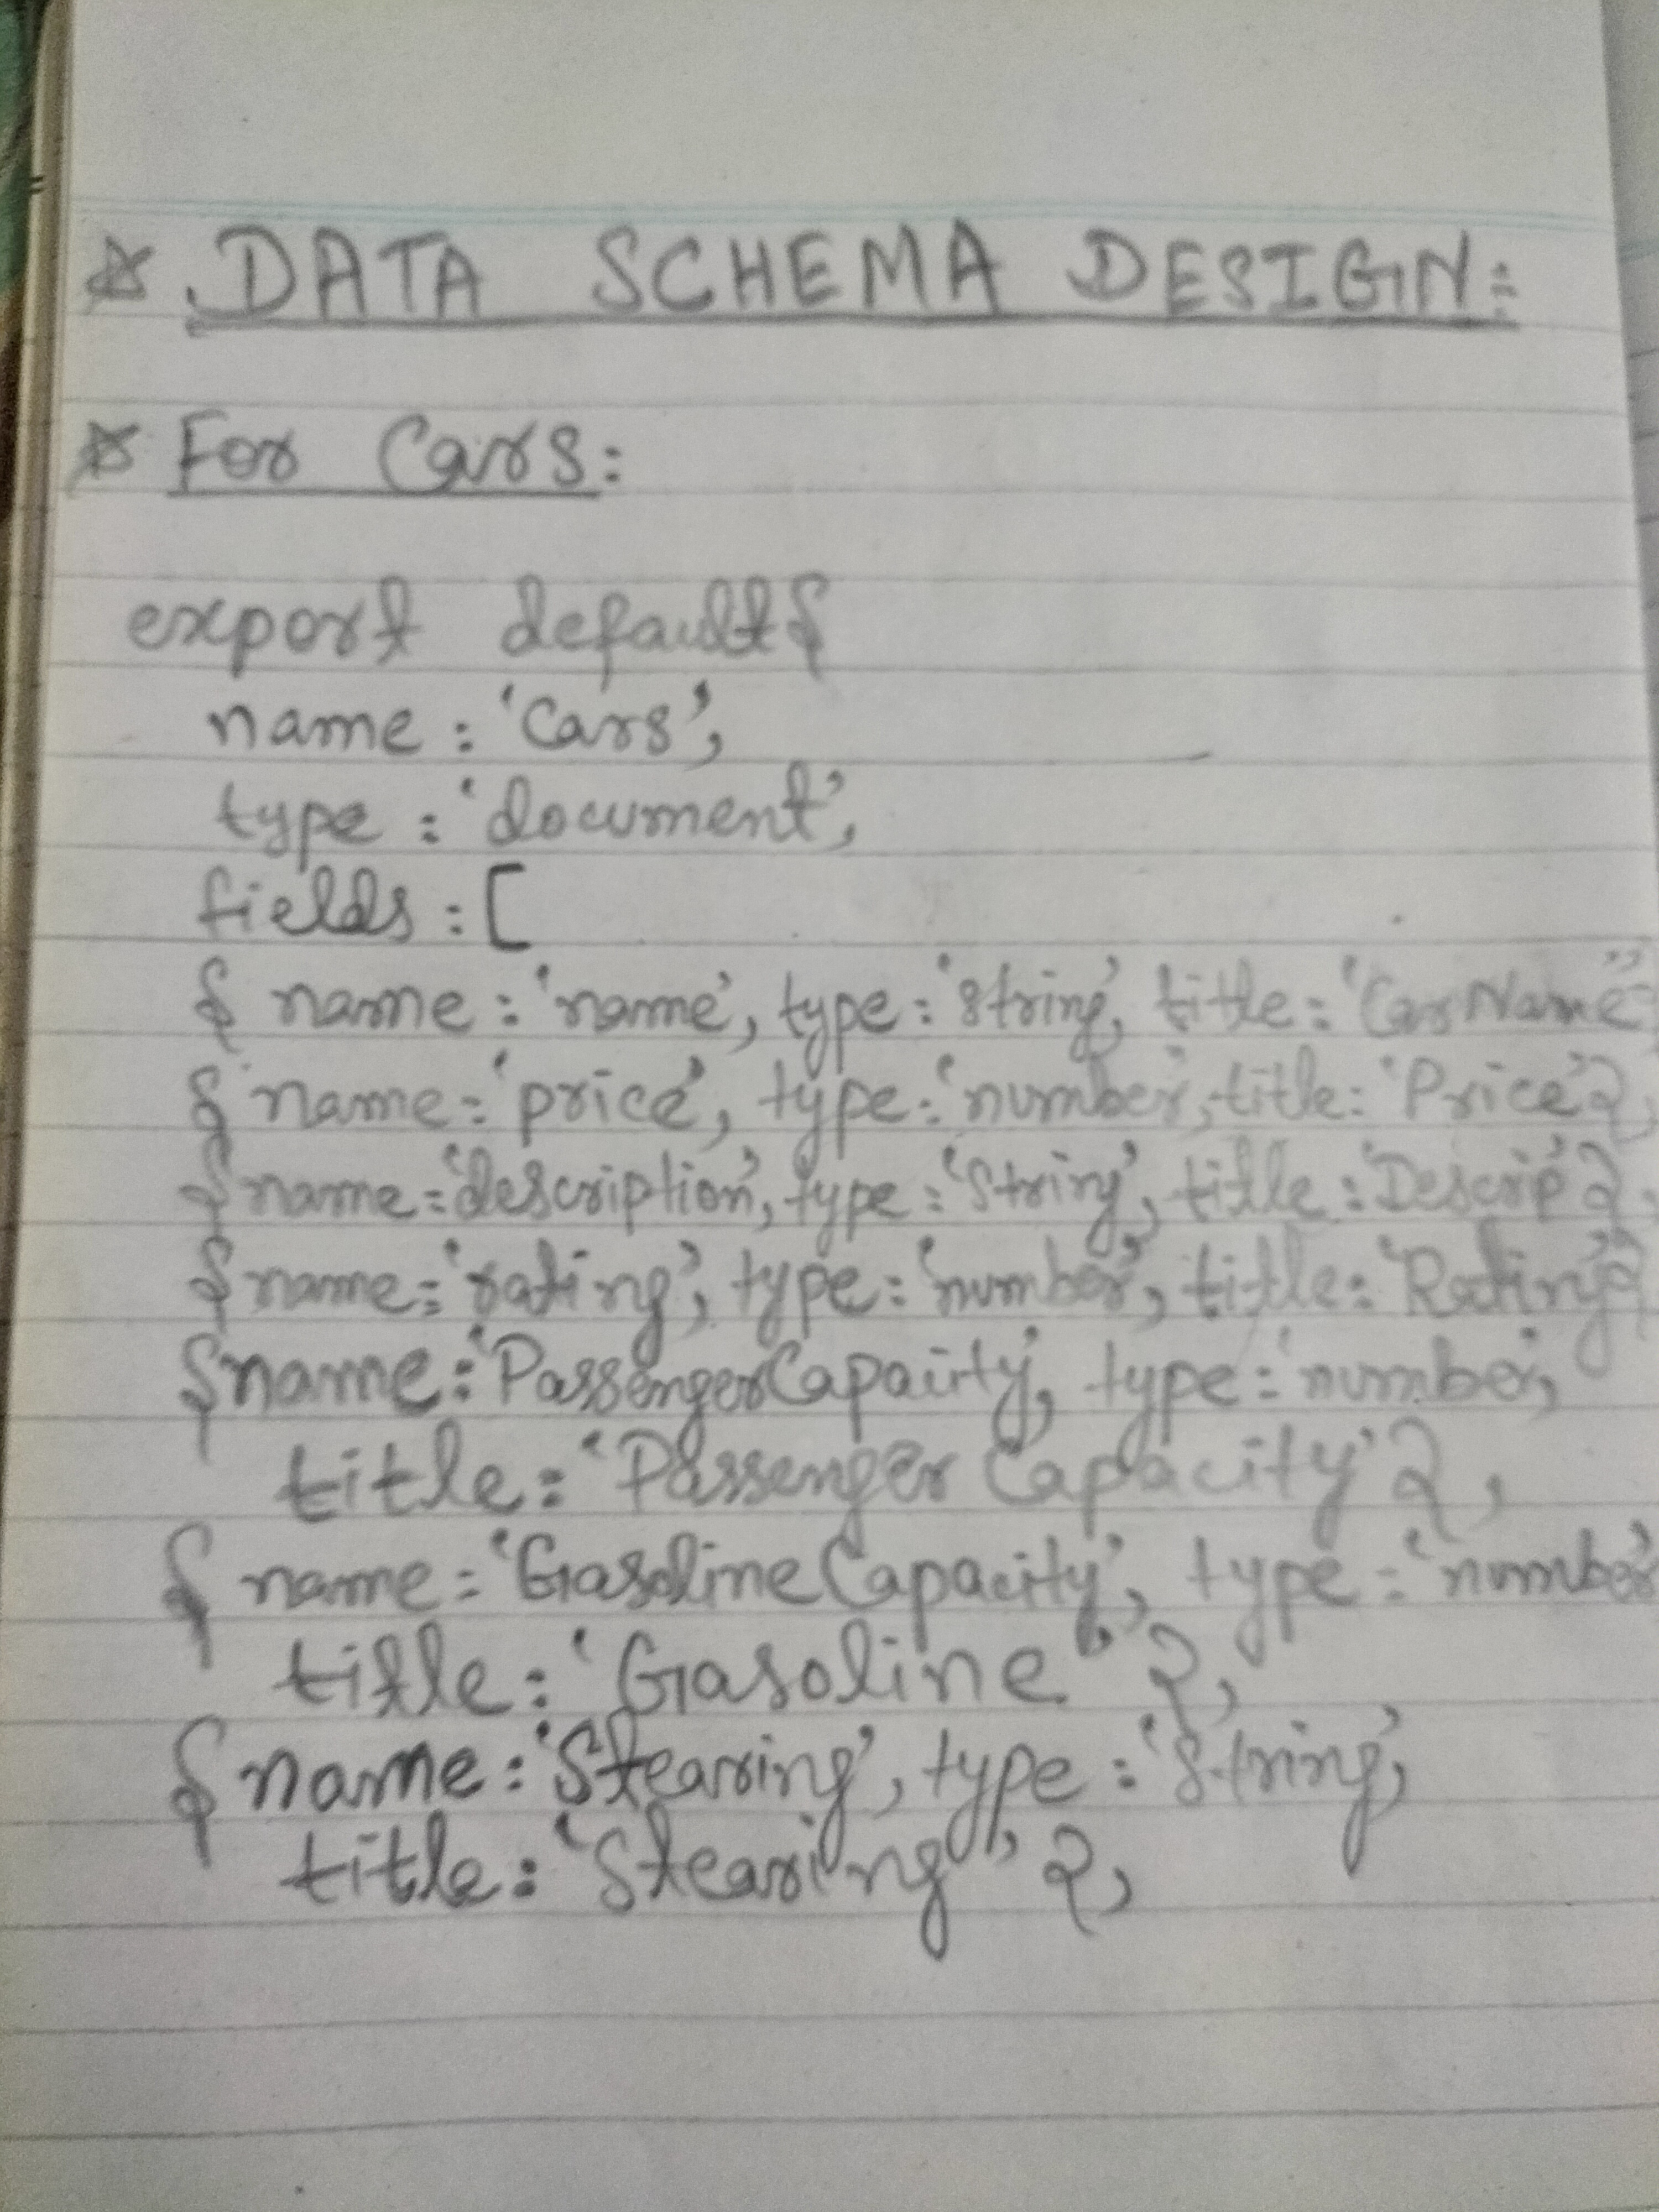 * DATA SCHEMA DESIGN:
* For Cars:
export default{
name : 'Cars',
type : 'document',
fields : [
{ name : 'name', type : 'string', title : 'Car Name'
{ name : 'price', type : 'number', title : 'Price' },
{ name : 'description', type : 'string', title : 'Descrip' },
{ name : 'rating', type : 'number', title : 'Rating' }
{ name : 'PassengerCapacity', type : 'number',
title : 'Passenger Capacity' },
{ name : 'GasolineCapacity', type : 'number'
title : 'Gasoline' },
{ name : 'Stearing', type : 'string',
title : 'Stearing' },